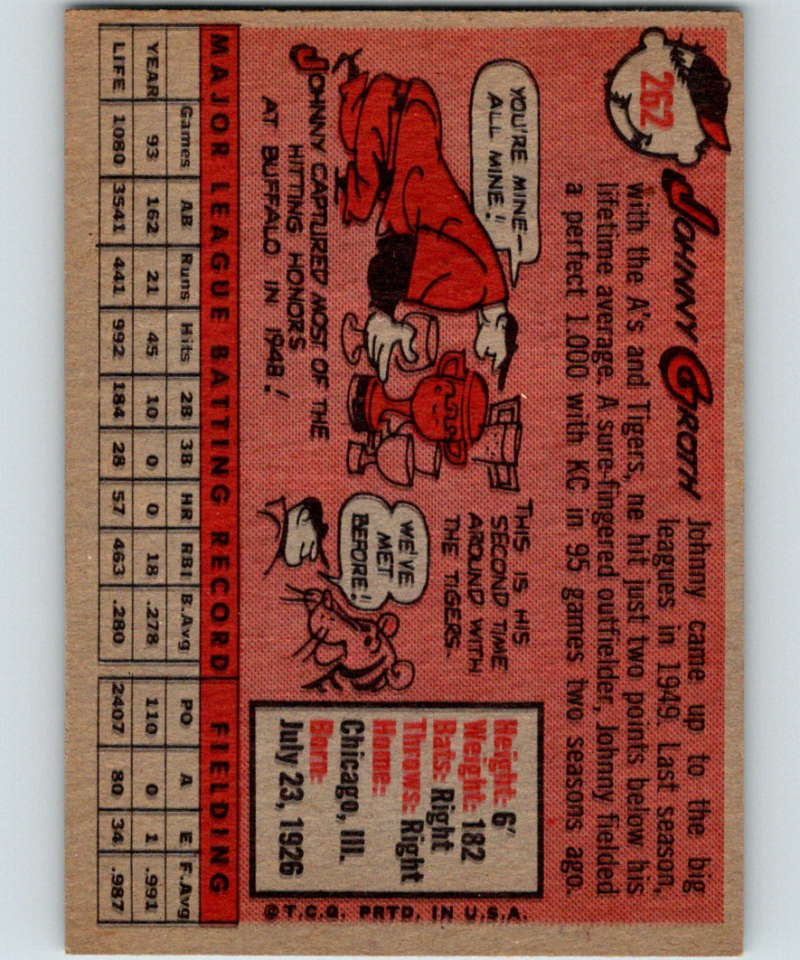 262
JOHNNY GROTH
Johnny came up to the big
leagues in 1949. Last season,
with the A's and Tigers, he hit just two points below his
lifetime average. A sure-fingered outfielder, Johnny fielded
a perfect 1.000 with KC in 95 games two seasons ago.
YOU'RE MINE—
ALL MINE!
JOHNNY CAPTURED MOST OF THE
HITTING HONORS
AT BUFFALO IN 1948!
THIS IS HIS
SECOND TIME
AROUND WITH
THE TIGERS.
WE'VE
MET
BEFORE!
Height: 6'
Weight: 182
Bats: Right
Throws: Right
Home:
Chicago, Ill.
Born:
July 23, 1926
©T.C.G. PRTD. IN U.S.A.
MAJOR LEAGUE BATTING RECORD FIELDING
Games AB Runs Hits 2B 3B HR RBI B.Avg PO A E F.Avg
YEAR 93 162 21 45 10 0 0 18 .278 110 0 1 .991
LIFE 1080 3541 441 992 184 28 57 463 .280 2407 80 34 .987